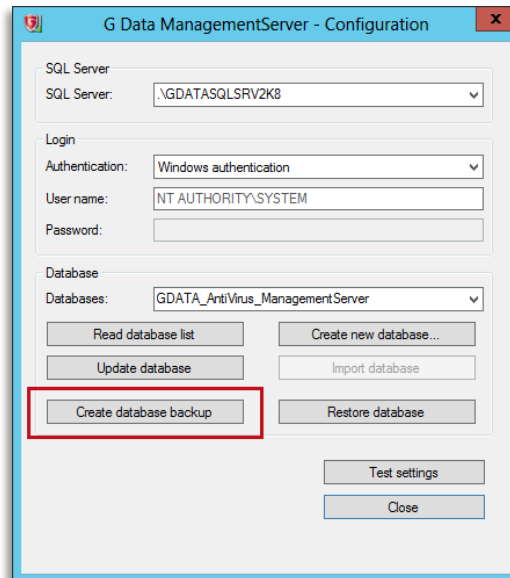 G Data ManagementServer - Configuration
x
SQL Server
SQL Server: .\GDATASQLSRV2K8
Login
Authentication: Windows authentication
User name: NT AUTHORITY\SYSTEM
Password:
Database
Databases: GDATA_AntiVirus_ManagementServer
Read database list Create new database...
Update database Import database
Create database backup Restore database
Test settings
Close